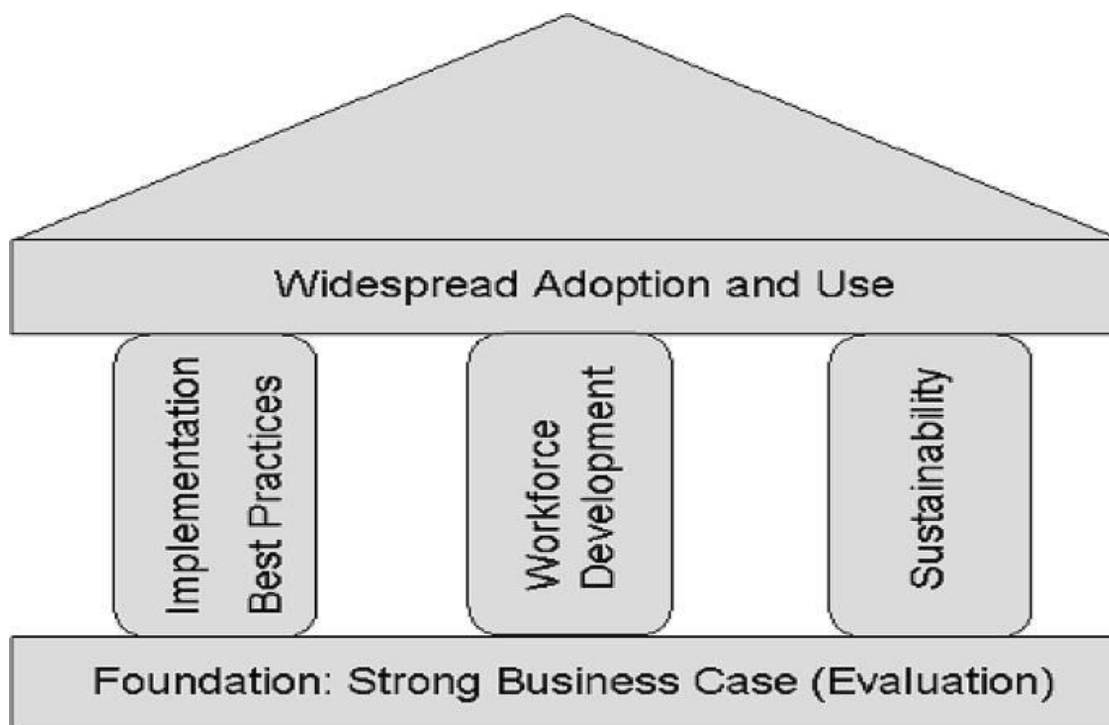 Widespread Adoption and Use
Implementation
Best Practices
Workforce
Development
Sustainability
Foundation: Strong Business Case (Evaluation)